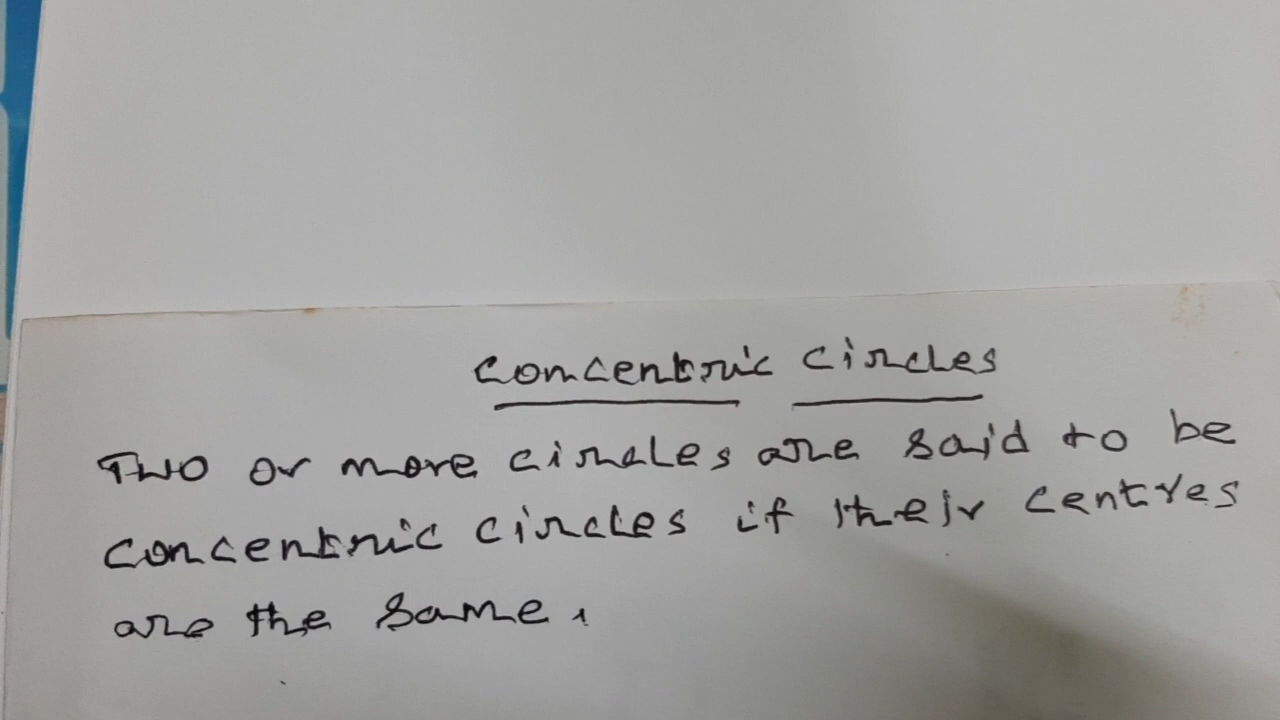 Concentric Circles
Two or more circles are said to be
concentric circles if their centres
are the same.